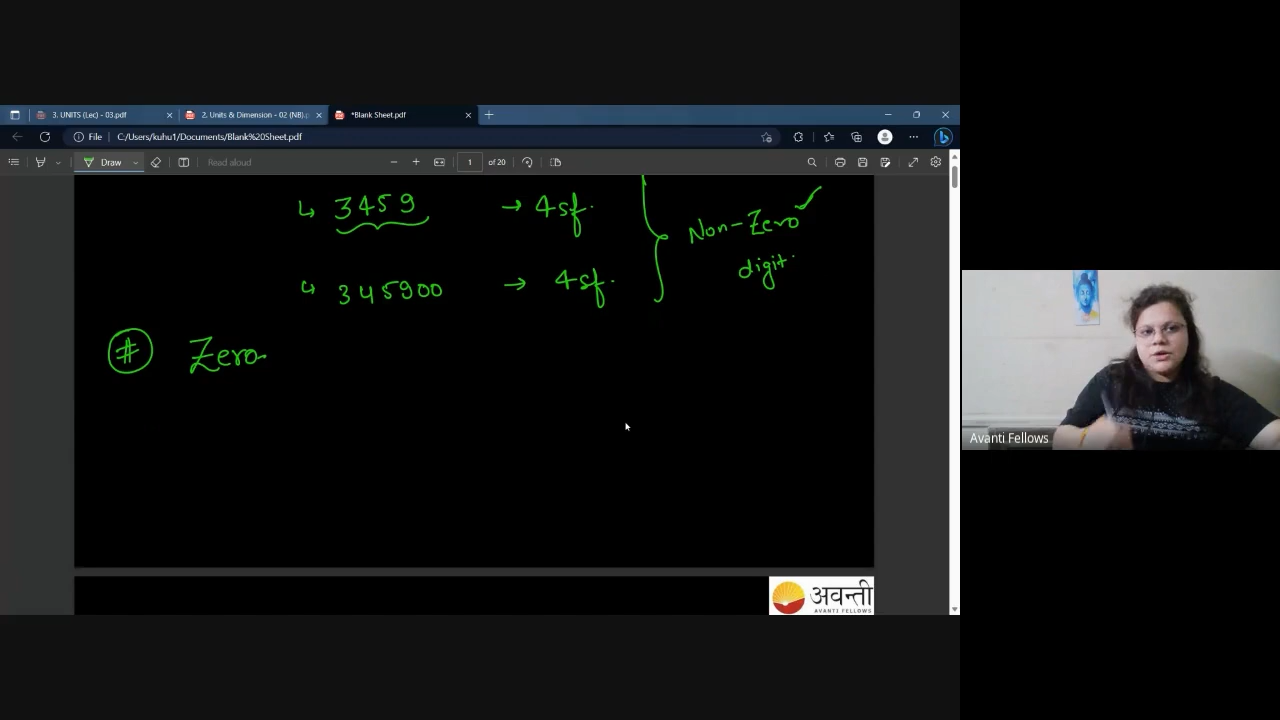 3. UNITS (Lec) - 03.pdf
2. Units & Dimension - 02 (NB).p
*Blank Sheet.pdf
File C:/Users/kuhu1/Documents/Blank%20Sheet.pdf
Draw Read aloud 1 of 20
↳ 3459 → 4sf.
Non-Zero ✓
digit.
↳ 345900 → 4sf.
# Zero
Avanti Fellows
अवन्ती
AVANTI FELLOWS